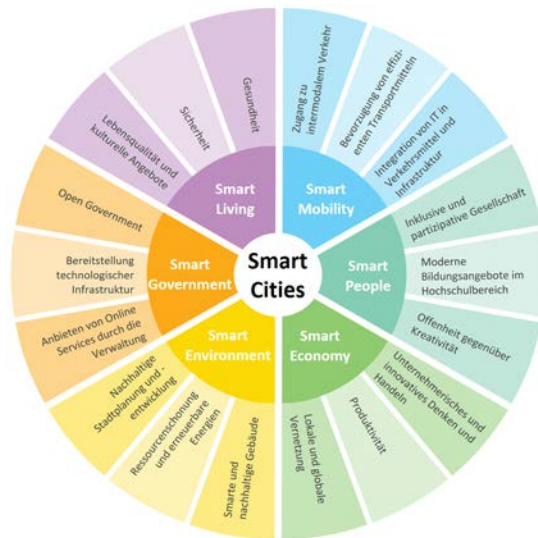 Smart
Cities
Smart
Mobility
Zugang zu
intermodalem Verkehr
Bevorzugung von effizi-
enten Transportmitteln
Integration von IT in
Verkehrsmittel und
Infrastruktur
Smart
People
Inklusive und
partizipative Gesellschaft
Moderne
Bildungsangebote im
Hochschulbereich
Offenheit gegenüber
Kreativität
Smart
Economy
Unternehmerisches und
innovatives Denken und
Handeln
Produktivität
Lokale und globale
Vernetzung
Smart
Environment
Smarte und
nachhaltige Gebäude
Ressourcenschonung
und erneuerbare
Energien
Nachhaltige
Stadtplanung und -
entwicklung
Smart
Government
Anbieten von Online
Services durch die
Verwaltung
Bereitstellung
technologischer
Infrastruktur
Open Government
Smart
Living
Lebensqualität und
kulturelle Angebote
Sicherheit
Gesundheit